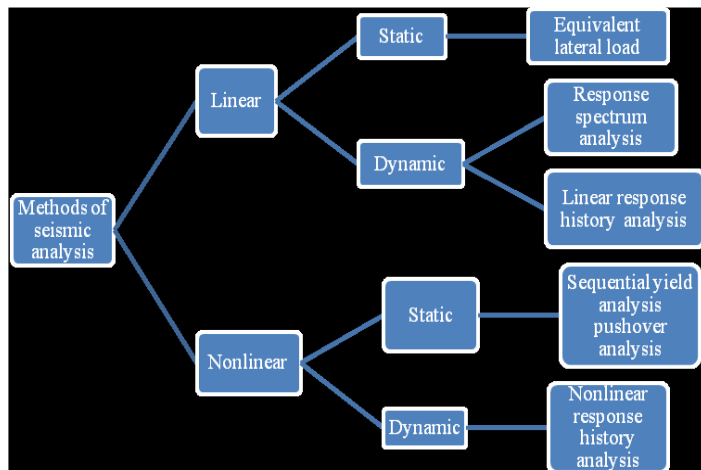 Methods of
seismic
analysis
Linear
Static
Equivalent
lateral load
Dynamic
Response
spectrum
analysis
Linear response
history analysis
Nonlinear
Static
Sequential yield
analysis
pushover
analysis
Dynamic
Nonlinear
response
history
analysis